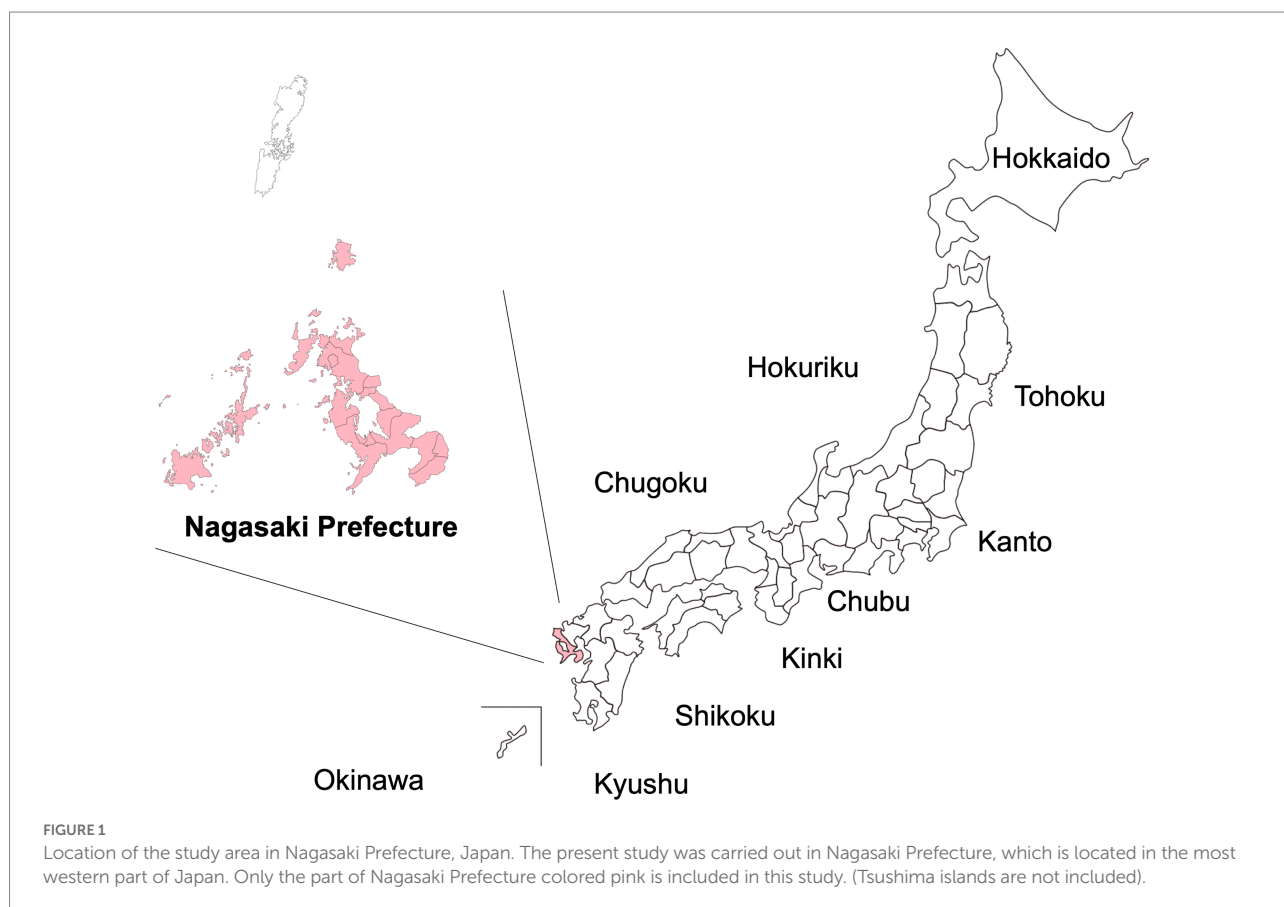 Hokkaido
Hokuriku
Tohoku
Chugoku
Nagasaki Prefecture
Kanto
Chubu
Kinki
Shikoku
Okinawa
Kyushu
FIGURE 1
Location of the study area in Nagasaki Prefecture, Japan. The present study was carried out in Nagasaki Prefecture, which is located in the most
western part of Japan. Only the part of Nagasaki Prefecture colored pink is included in this study. (Tsushima islands are not included).